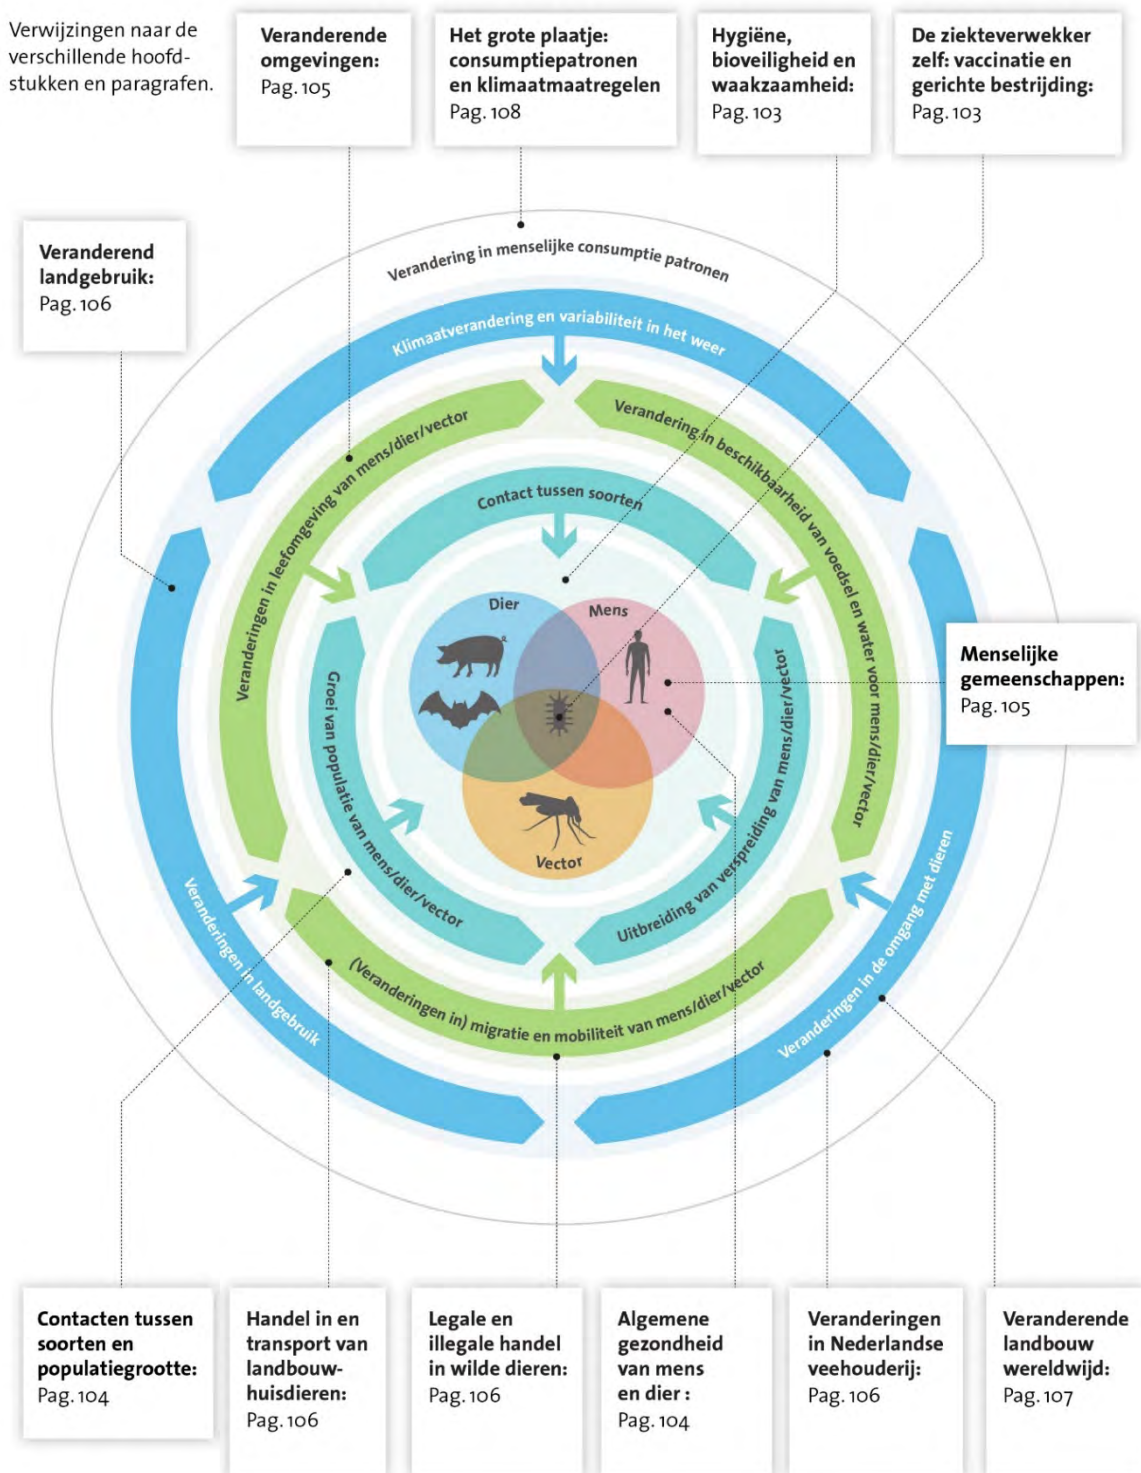 Verwijzingen naar de
verschillende hoofd-
stukken en paragrafen.
Veranderende
omgevingen:
Pag. 105
Het grote plaatje:
consumptiepatronen
en klimaatmaatregelen
Pag. 108
Hygiëne,
bioveiligheid en
waakzaamheid:
Pag. 103
De ziekteverwekker
zelf: vaccinatie en
gerichte bestrijding:
Pag. 103
Veranderend
landgebruik:
Pag. 106
Verandering in menselijke consumptie patronen
Klimaatverandering en variabiliteit in het weer
Veranderingen in leefomgeving van mens/dier/vector
Verandering in beschikbaarheid van voedsel en water voor mens/dier/vector
Contact tussen soorten
Dier
Mens
Vector
Groei van populatie van mens/dier/vector
Uitbreiding van verspreiding van mens/dier/vector
Menselijke
gemeenschappen:
Pag. 105
(Veranderingen in) migratie en mobiliteit van mens/dier/vector
Veranderingen in landgebruik
Veranderingen in de omgang met dieren
Contacten tussen
soorten en
populatiegrootte:
Pag. 104
Handel in en
transport van
landbouw-
huisdieren:
Pag. 106
Legale en
illegale handel
in wilde dieren:
Pag. 106
Algemene
gezondheid
van mens
en dier :
Pag. 104
Veranderingen
in Nederlandse
veehouderij:
Pag. 106
Veranderende
landbouw
wereldwijd:
Pag. 107